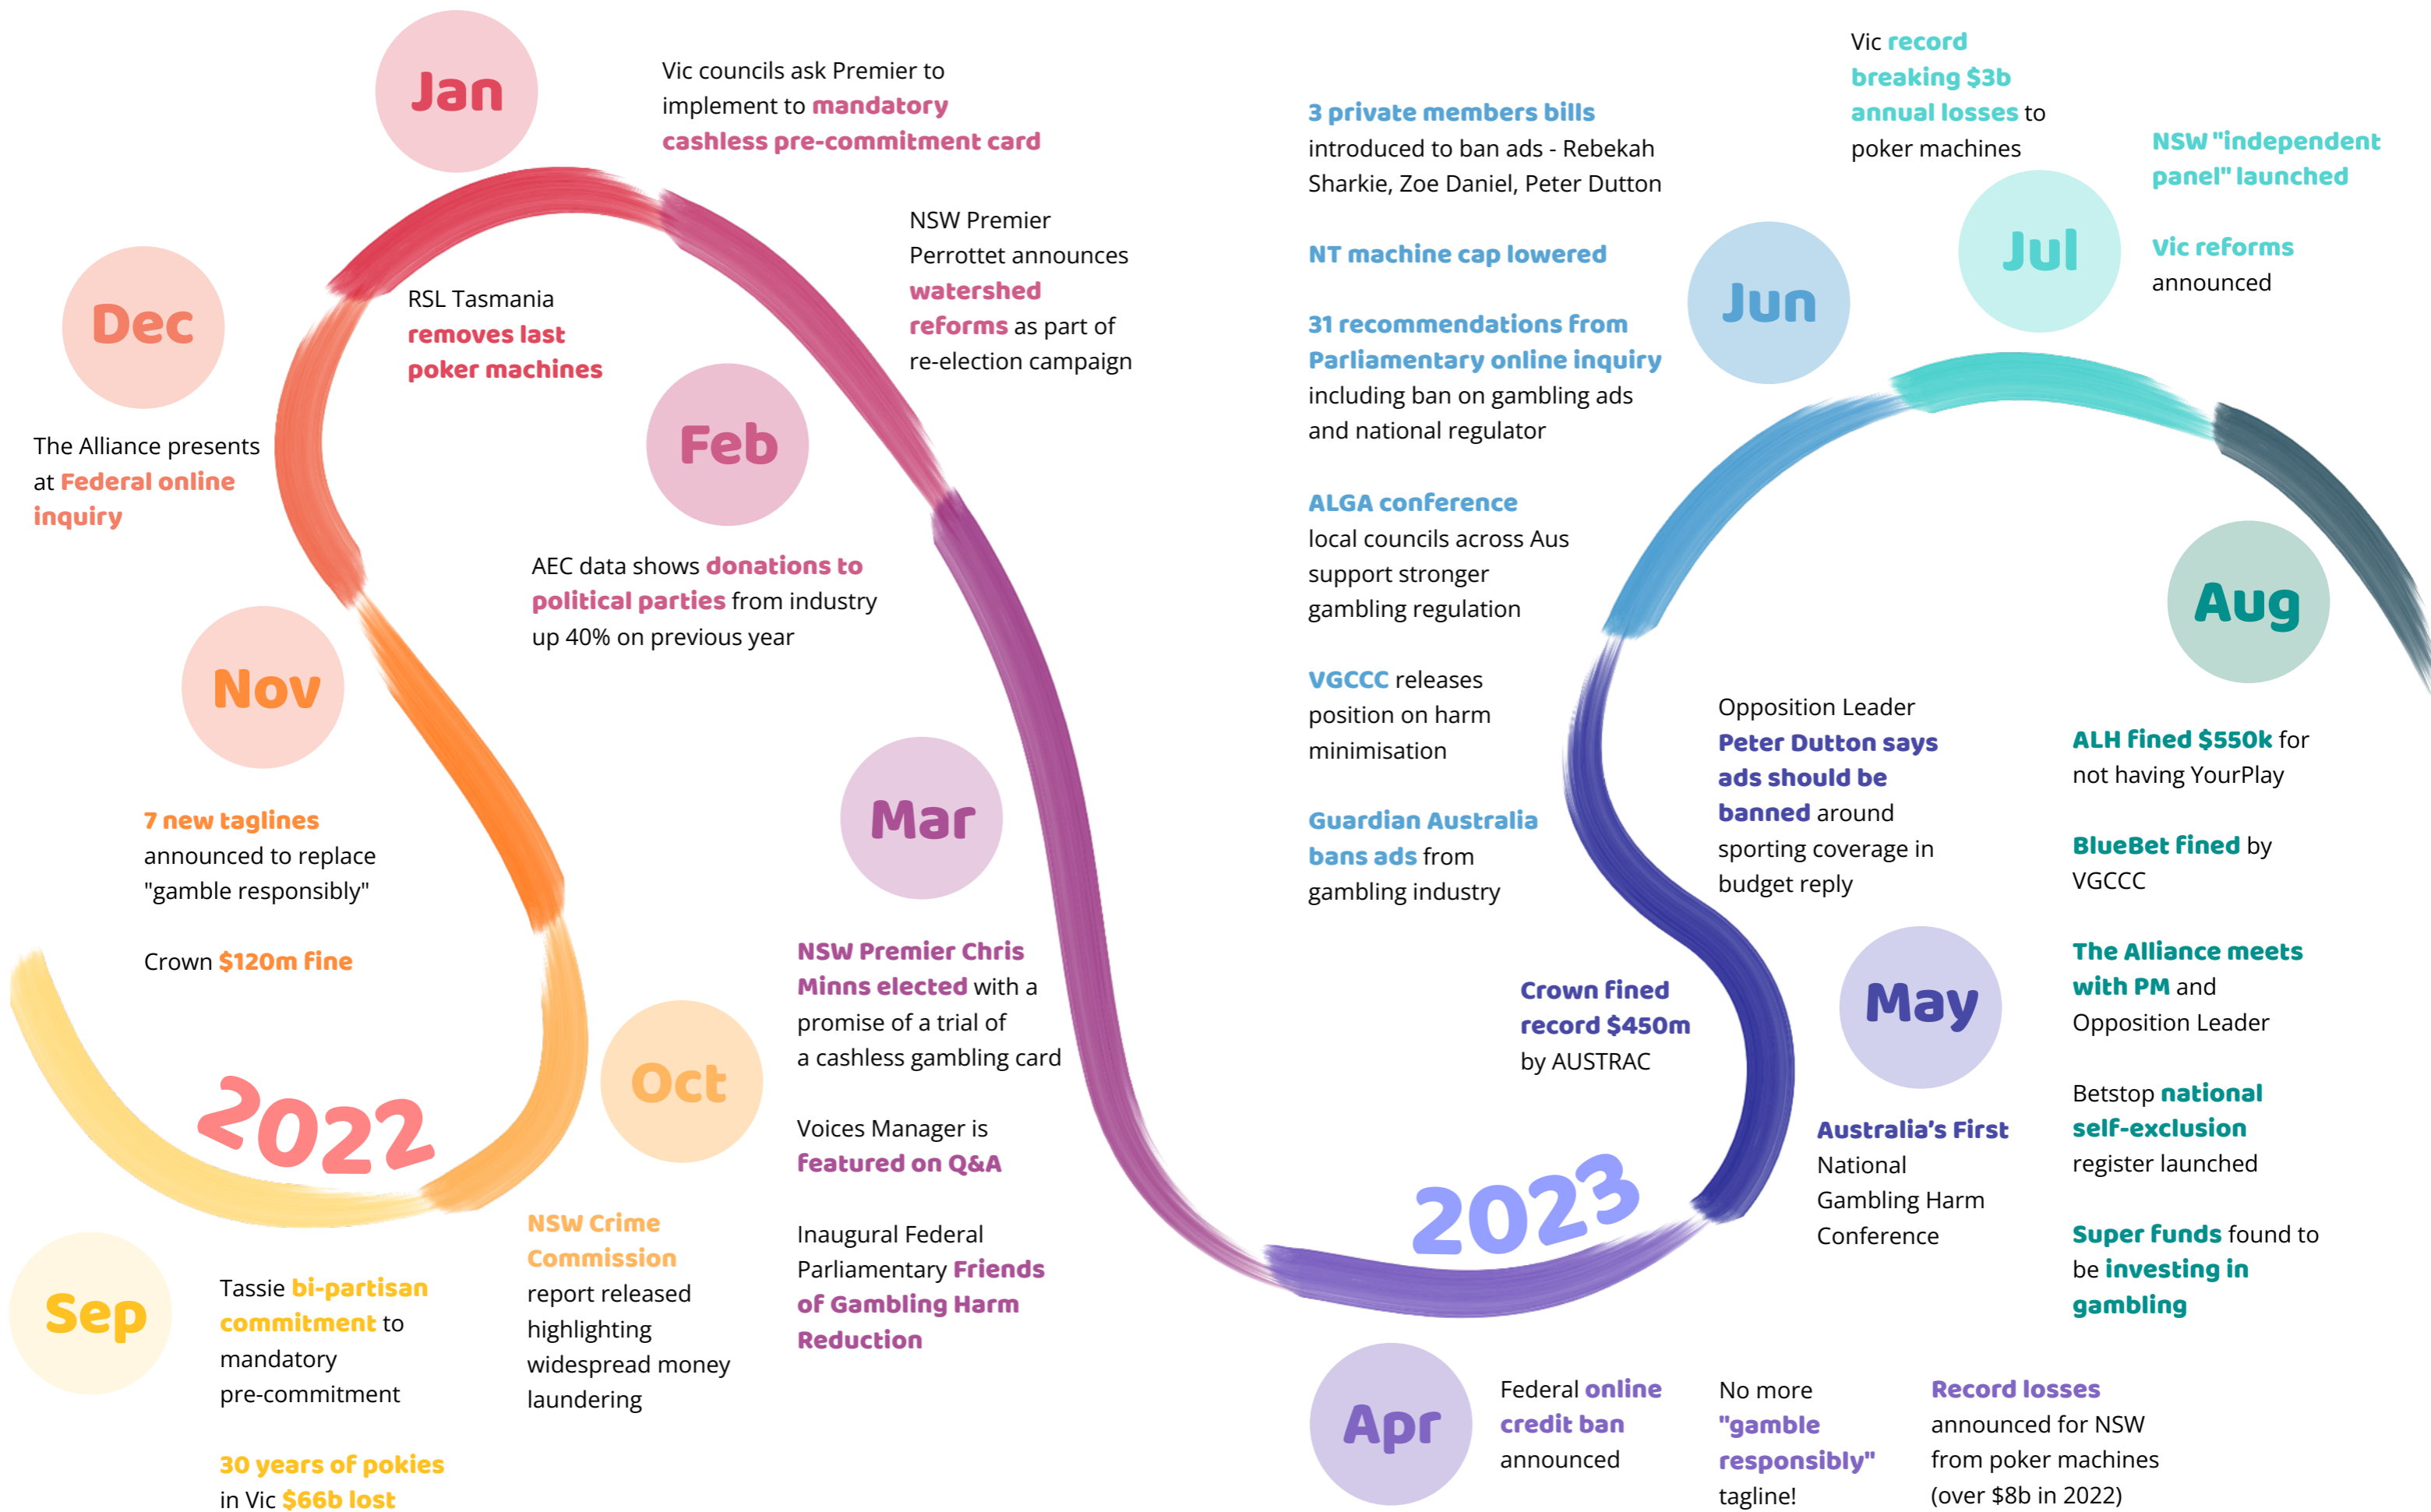 2022
Sep
Tassie bi-partisan
commitment to
mandatory
pre-commitment
30 years of pokies
in Vic $66b lost
Oct
NSW Crime
Commission
report released
highlighting
widespread money
laundering
Nov
7 new taglines
announced to replace
"gamble responsibly"
Crown $120m fine
Dec
The Alliance presents
at Federal online
inquiry
Jan
RSL Tasmania
removes last
poker machines
Vic councils ask Premier to
implement to mandatory
cashless pre-commitment card
NSW Premier
Perrottet announces
watershed
reforms as part of
re-election campaign
Feb
AEC data shows donations to
political parties from industry
up 40% on previous year
Mar
NSW Premier Chris
Minns elected with a
promise of a trial of
a cashless gambling card
Voices Manager is
featured on Q&A
Inaugural Federal
Parliamentary Friends
of Gambling Harm
Reduction
2023
Apr
Federal online
credit ban
announced
No more
"gamble
responsibly"
tagline!
Record losses
announced for NSW
from poker machines
(over $8b in 2022)
May
Australia's First
National
Gambling Harm
Conference
Crown fined
record $450m
by AUSTRAC
Opposition Leader
Peter Dutton says
ads should be
banned around
sporting coverage in
budget reply
Jun
3 private members bills
introduced to ban ads - Rebekah
Sharkie, Zoe Daniel, Peter Dutton
NT machine cap lowered
31 recommendations from
Parliamentary online inquiry
including ban on gambling ads
and national regulator
ALGA conference
local councils across Aus
support stronger
gambling regulation
VGCCC releases
position on harm
minimisation
Guardian Australia
bans ads from
gambling industry
Jul
Vic record
breaking $3b
annual losses to
poker machines
NSW "independent
panel" launched
Vic reforms
announced
Aug
ALH fined $550k for
not having YourPlay
BlueBet fined by
VGCCC
The Alliance meets
with PM and
Opposition Leader
Betstop national
self-exclusion
register launched
Super funds found to
be investing in
gambling